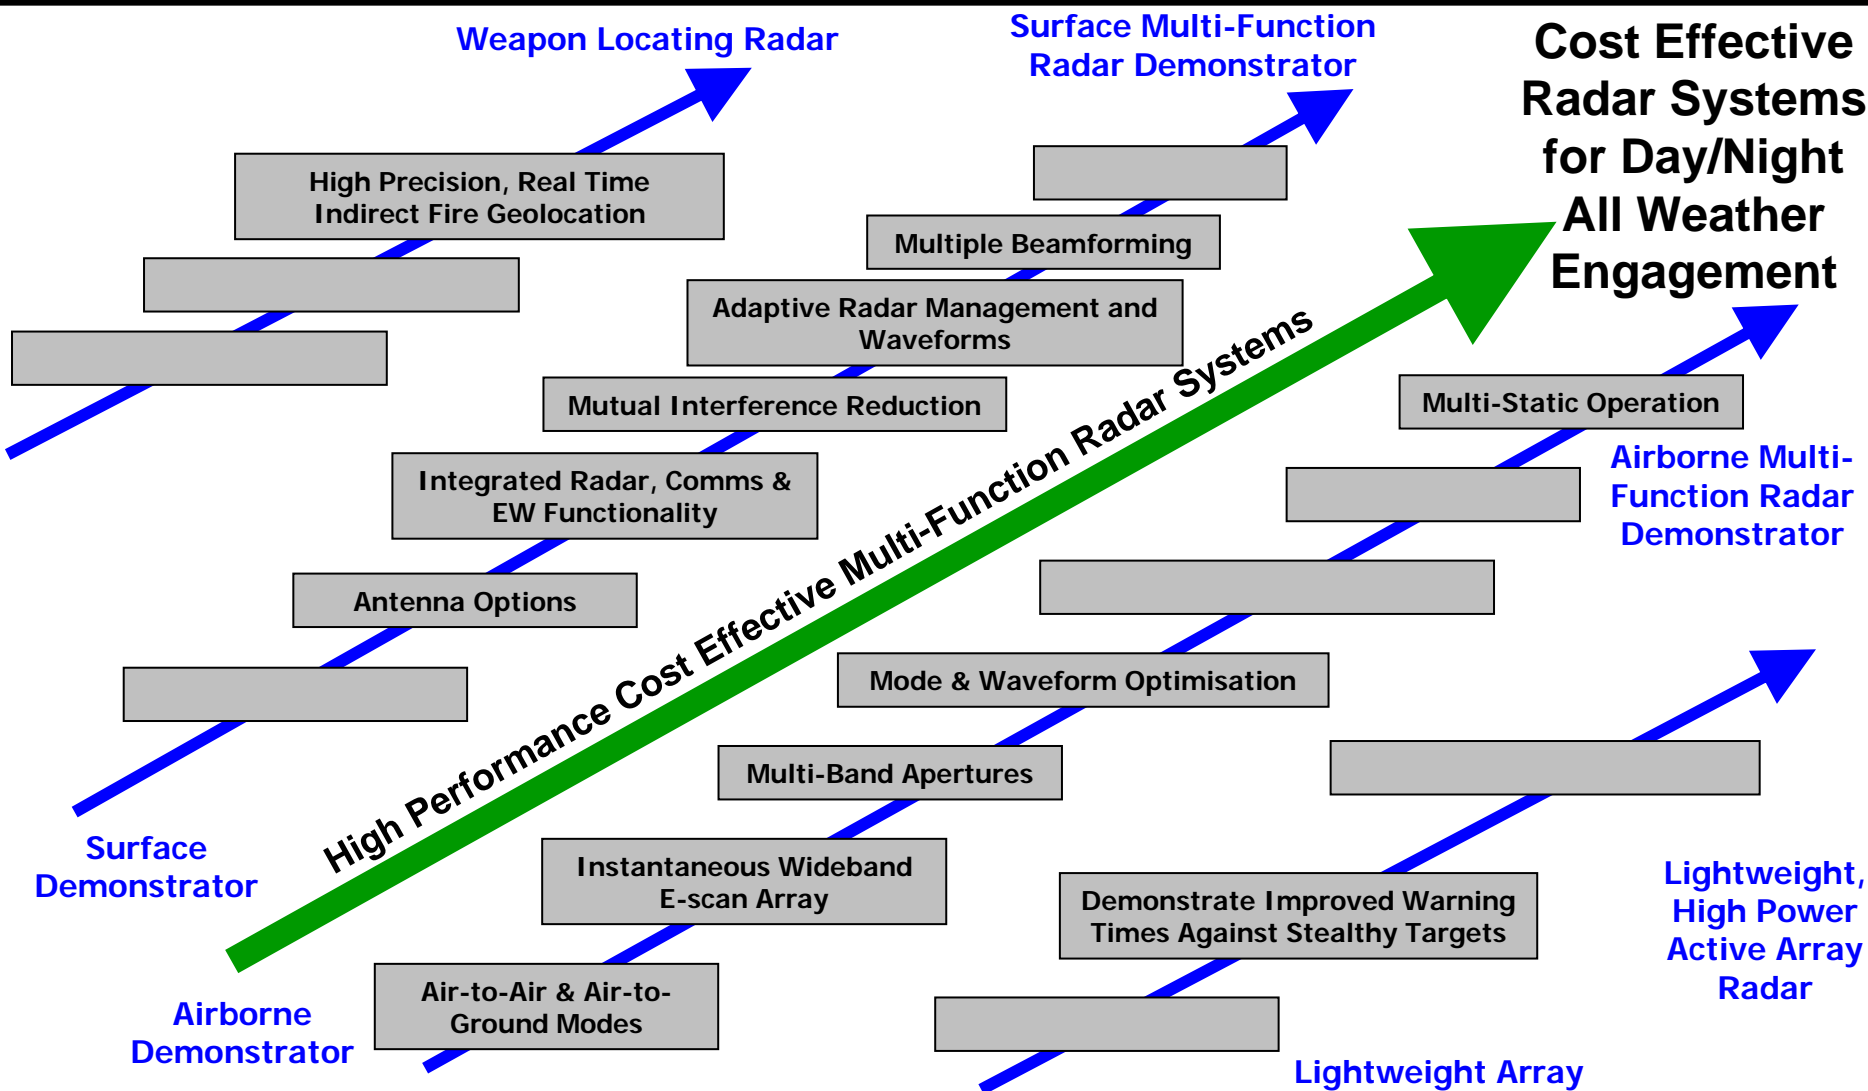 Weapon Locating Radar
Surface Multi-Function
Radar Demonstrator
Cost Effective
Radar Systems
for Day/Night
All Weather
Engagement
High Precision, Real Time
Indirect Fire Geolocation
Multiple Beamforming
Adaptive Radar Management and
Waveforms
Mutual Interference Reduction
Integrated Radar, Comms &
EW Functionality
Antenna Options
Surface
Demonstrator
High Performance Cost Effective Multi-Function Radar Systems
Multi-Static Operation
Airborne Multi-
Function Radar
Demonstrator
Mode & Waveform Optimisation
Multi-Band Apertures
Instantaneous Wideband
E-scan Array
Air-to-Air & Air-to-
Ground Modes
Airborne
Demonstrator
Demonstrate Improved Warning
Times Against Stealthy Targets
Lightweight,
High Power
Active Array
Radar
Lightweight Array